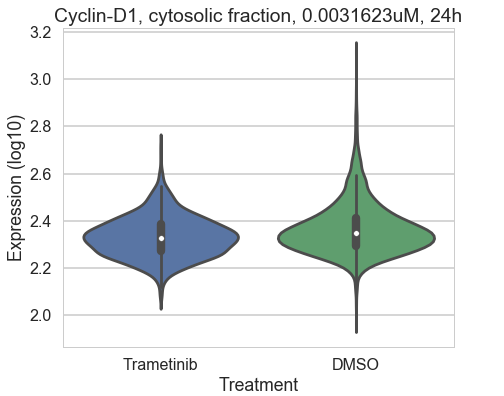 Cyclin-D1, cytosolic fraction, 0.0031623uM, 24h
Expression (log10)
3.2
3.0
2.8
2.6
2.4
2.2
2.0
Trametinib
DMSO
Treatment